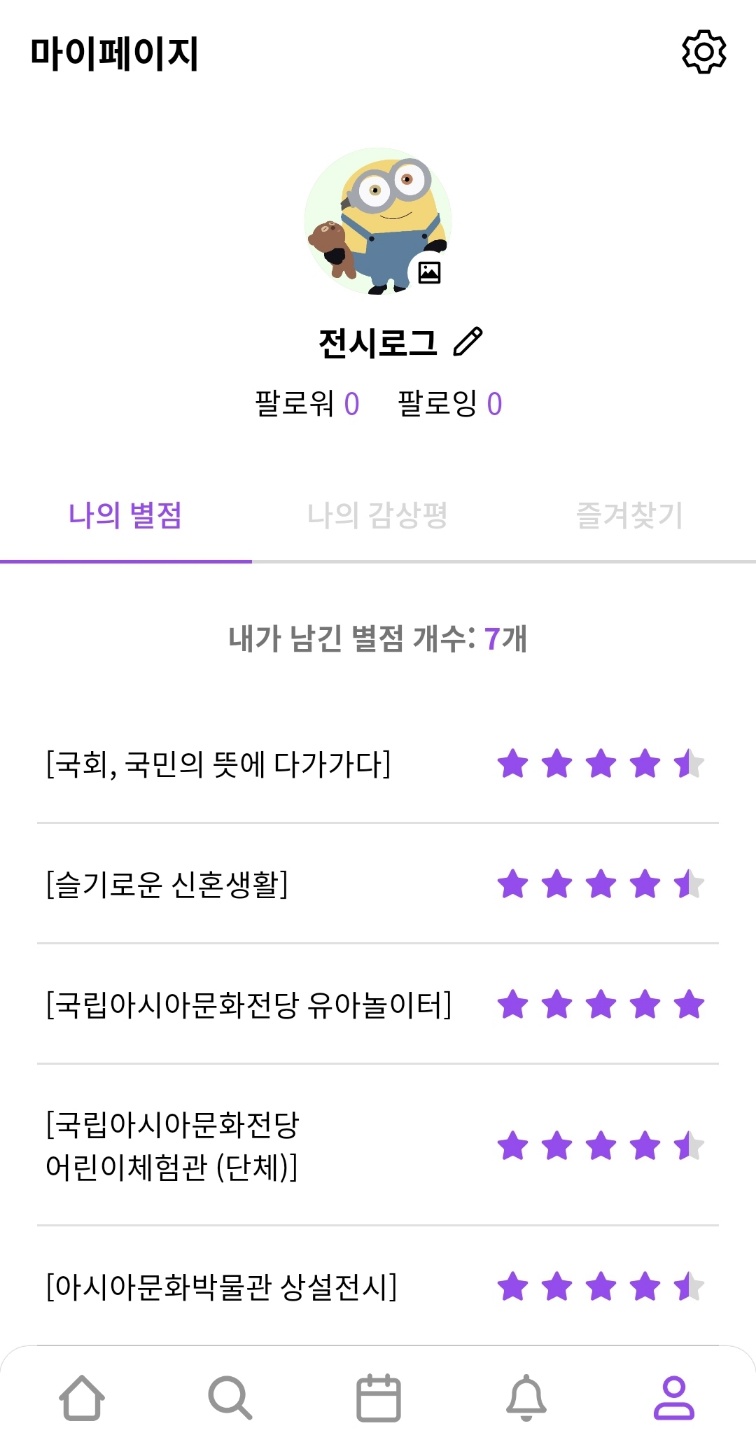 마이페이지
전시로그
팔로워 0 팔로잉 0
나의 별점 나의 감상평 즐겨찾기
내가 남긴 별점 개수: 7개
[국회, 국민의 뜻에 다가가다]
[슬기로운 신혼생활]
[국립아시아문화전당 유아놀이터]
[국립아시아문화전당
어린이체험관 (단체)]
[아시아문화박물관 상설전시]